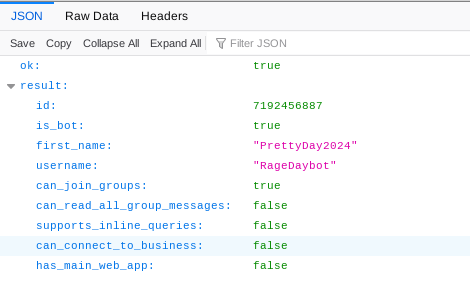 JSON Raw Data Headers
Save Copy Collapse All Expand All Filter JSON
ok: true
result:
id: 7192456887
is_bot: true
first_name: "PrettyDay2024"
username: "RageDaybot"
can_join_groups: true
can_read_all_group_messages: false
supports_inline_queries: false
can_connect_to_business: false
has_main_web_app: false